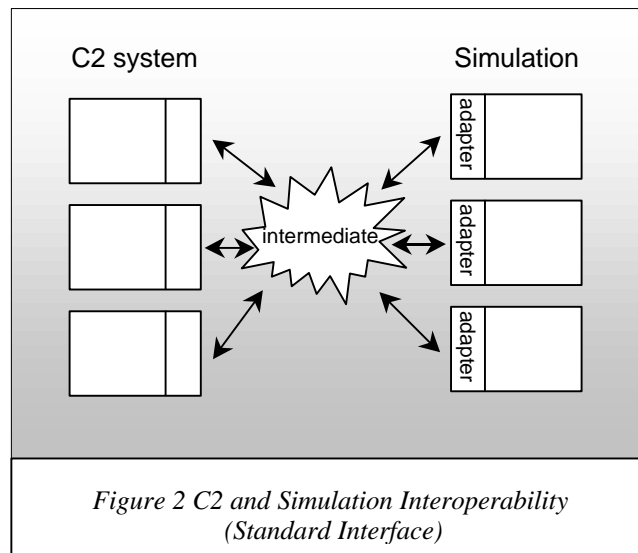 C2 system
Simulation
adapter
intermediate
adapter
adapter
Figure 2 C2 and Simulation Interoperability
(Standard Interface)